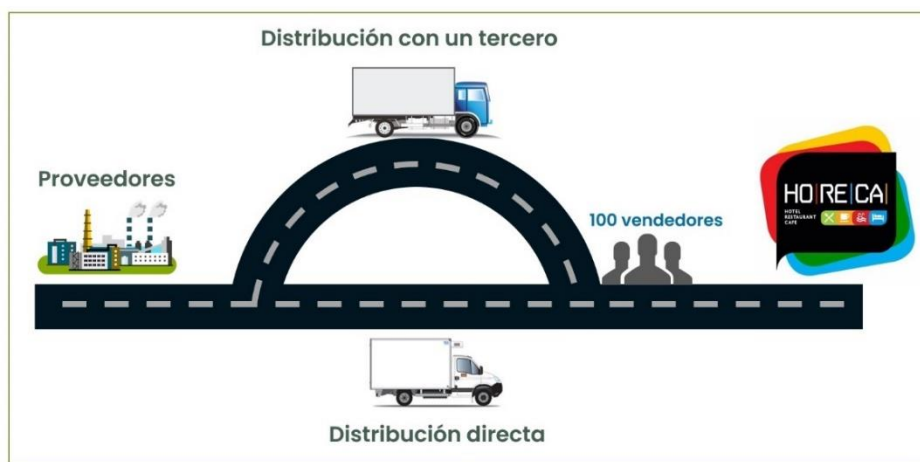 Distribución con un tercero
Proveedores
100 vendedores
HO|RE|CA|
HOTEL
RESTAURANT
CAFE
Distribución directa